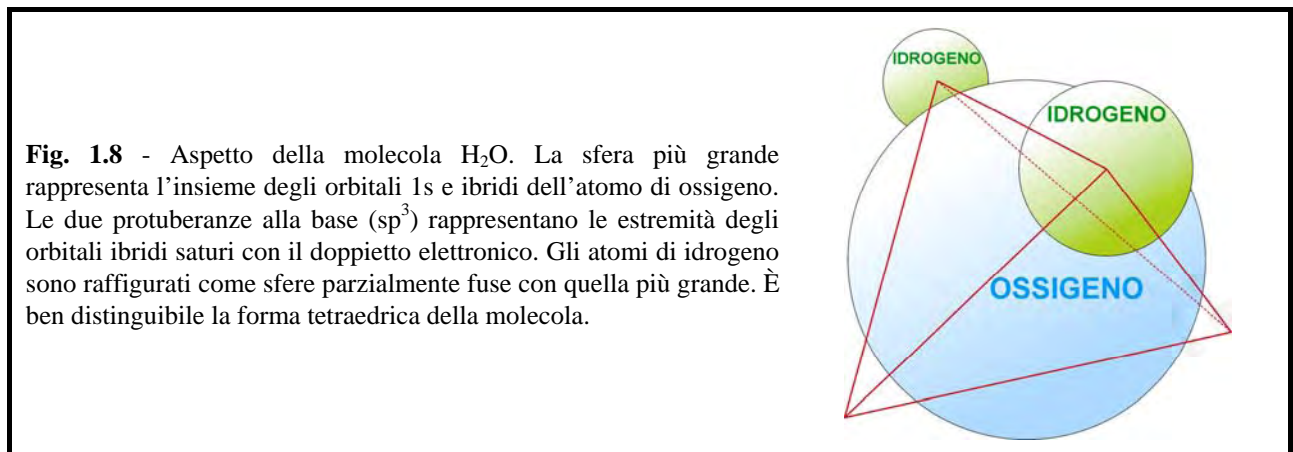 Fig. 1.8 - Aspetto della molecola H₂O. La sfera più grande
rappresenta l’insieme degli orbitali 1s e ibridi dell’atomo di ossigeno.
Le due protuberanze alla base (sp³) rappresentano le estremità degli
orbitali ibridi saturi con il doppietto elettronico. Gli atomi di idrogeno
sono raffigurati come sfere parzialmente fuse con quella più grande. È
ben distinguibile la forma tetraedrica della molecola.
IDROGENO
IDROGENO
OSSIGENO